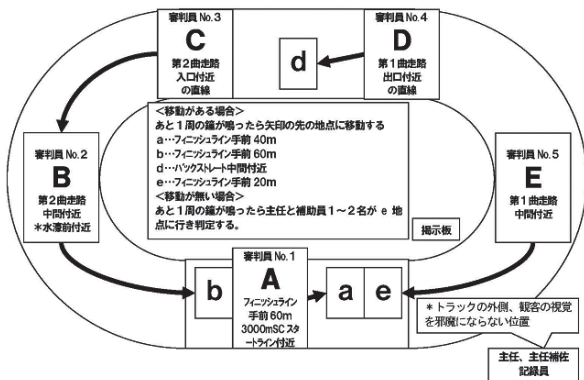 審判員 No.3
C
第2曲走路
入口付近
の直線
審判員 No.4
D
第1曲走路
出口付近
の直線
d
<移動がある場合>
あと1周の鐘が鳴ったら矢印の先の地点に移動する
a…フィニッシュライン手前 40m
b…フィニッシュライン手前 60m
d…バックストレート中間付近
e…フィニッシュライン手前 20m
<移動が無い場合>
あと1周の鐘が鳴ったら主任と補助員1～2名が e 地
点に行き判定する。
審判員 No.2
B
第2曲走路
中間付近
*水濠前付近
審判員 No.5
E
第1曲走路
中間付近
掲示板
審判員 No.1
A
フィニッシュライン
手前 60m
3000mSC スタ
ートライン付近
b
a
e
*トラックの外側、観客の視覚
を邪魔にならない位置
主任、主任補佐
記録員